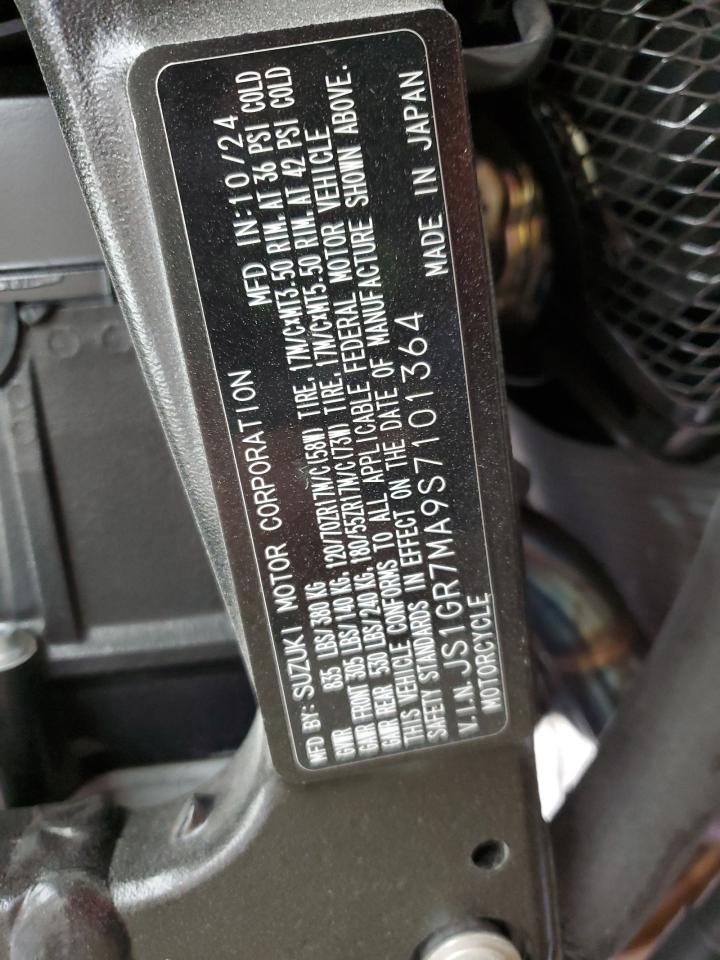 MFD BY: SUZUKI MOTOR CORPORATION MFD IN:10/24
GVWR 835 LBS/380 KG
GAWR FRONT 305 LBS/140 KG, 120/70ZR17M/C(58W) TIRE, 17M/C×MT3.50 RIM, AT 36 PSI COLD
GAWR REAR 530 LBS/240 KG, 180/55ZR17M/C(73W) TIRE, 17M/C×MT5.50 RIM, AT 42 PSI COLD
THIS VEHICLE CONFORMS TO ALL APPLICABLE FEDERAL MOTOR VEHICLE
SAFETY STANDARDS IN EFFECT ON THE DATE OF MANUFACTURE SHOWN ABOVE.
V.I.N. JS1GR7MA9S7101364
MOTORCYCLE MADE IN JAPAN